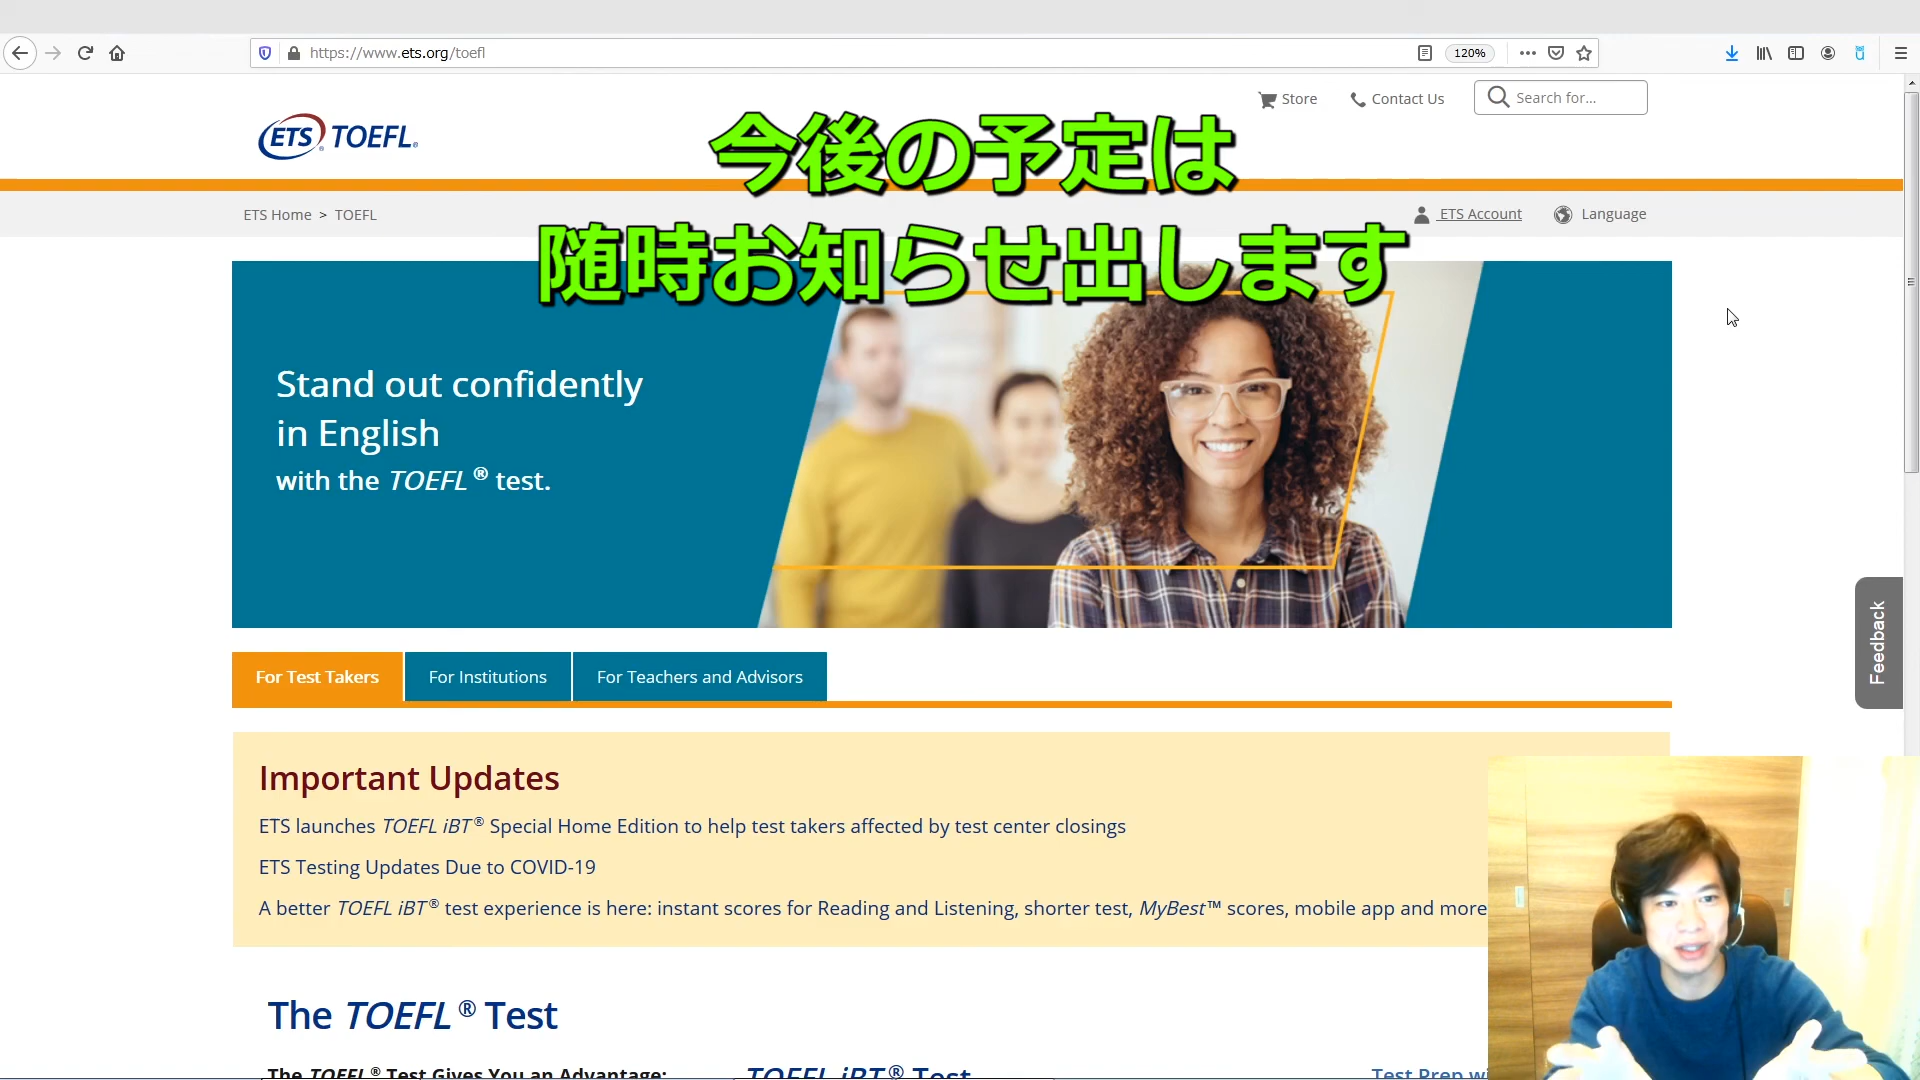 https://www.ets.org/toefl
120%
Store
Contact Us
Search for...
ETS TOEFL®
今後の予定は
随時お知らせ出します
ETS Home > TOEFL
ETS Account
Language
Stand out confidently
in English
with the TOEFL® test.
Feedback
For Test Takers
For Institutions
For Teachers and Advisors
Important Updates
ETS launches TOEFL iBT® Special Home Edition to help test takers affected by test center closings
ETS Testing Updates Due to COVID-19
A better TOEFL iBT® test experience is here: instant scores for Reading and Listening, shorter test, MyBest™ scores, mobile app and more
The TOEFL® Test
The TOEFL® Test Gives You an Advantage:
TOEFL iBT® Test
Test Prep wi